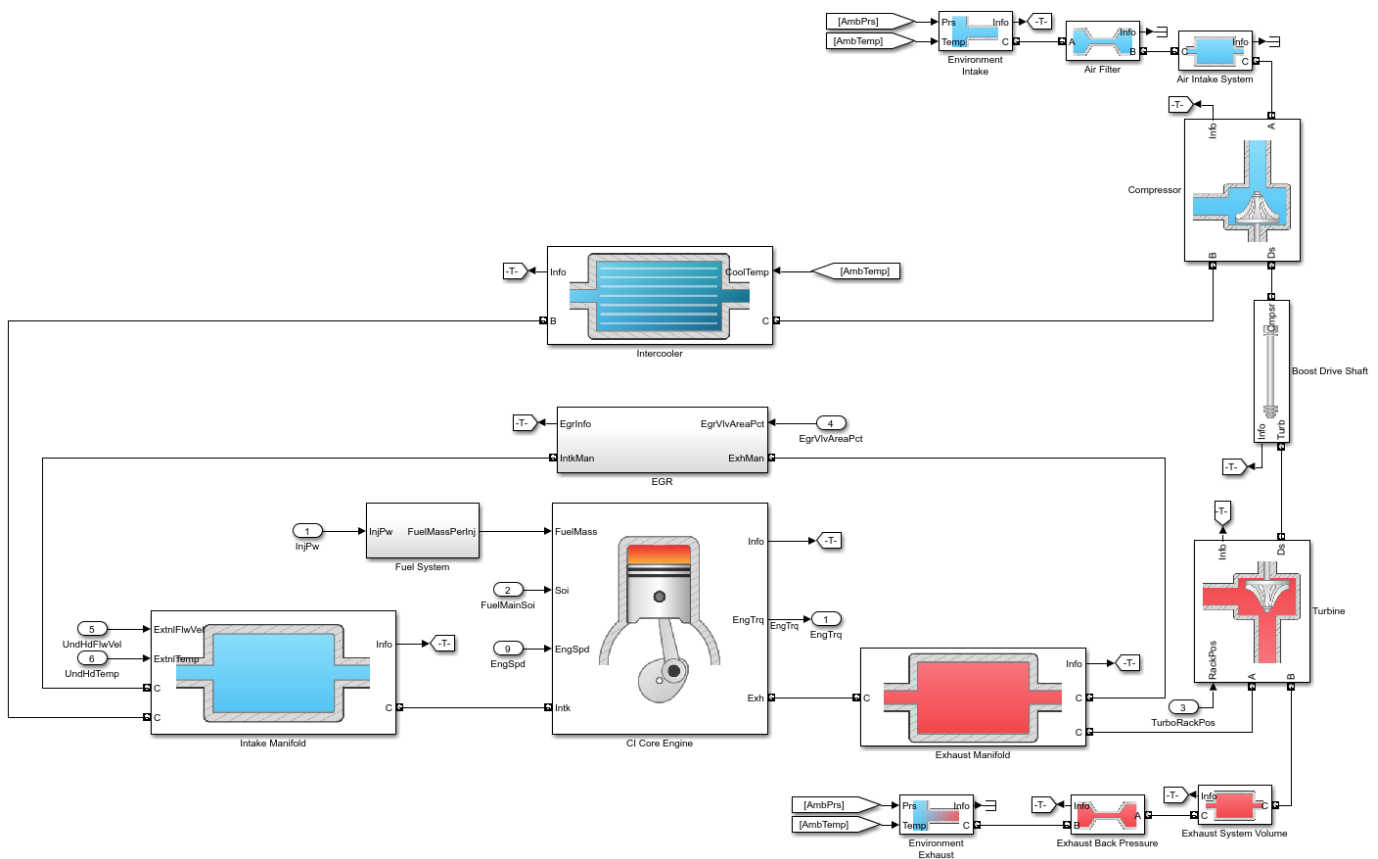 [AmbPrs]
Prs
Info
-T-
[AmbTemp]
Temp
C
Environment
Intake
A
Info
B
Air Filter
C
Info
C
Air Intake System
-T-
Info
A
Compressor
B
Ds
-T-
Info
CoolTemp
[AmbTemp]
B
C
Intercooler
Cmpsr
Boost Drive Shaft
Info
Turb
-T-
-T-
EgrInfo
EgrVlvAreaPct
4
EgrVlvAreaPct
IntkMan
ExhMan
EGR
1
InjPw
InjPw
FuelMassPerInj
Fuel System
FuelMass
Info
-T-
2
FuelMainSoi
Soi
EngTrq
EngTrq
1
EngTrq
9
EngSpd
EngSpd
Exh
Intk
CI Core Engine
5
UndHdFlwVel
ExtnlFlwVel
6
UndHdTemp
ExtnlTemp
Info
-T-
C
C
C
Intake Manifold
Info
-T-
C
C
C
Exhaust Manifold
-T-
Info
Ds
Turbine
RackPos
A
B
3
TurboRackPos
[AmbPrs]
Prs
Info
[AmbTemp]
Temp
C
Environment
Exhaust
-T-
Info
A
B
Exhaust Back Pressure
-T-
Info
C
C
Exhaust System Volume